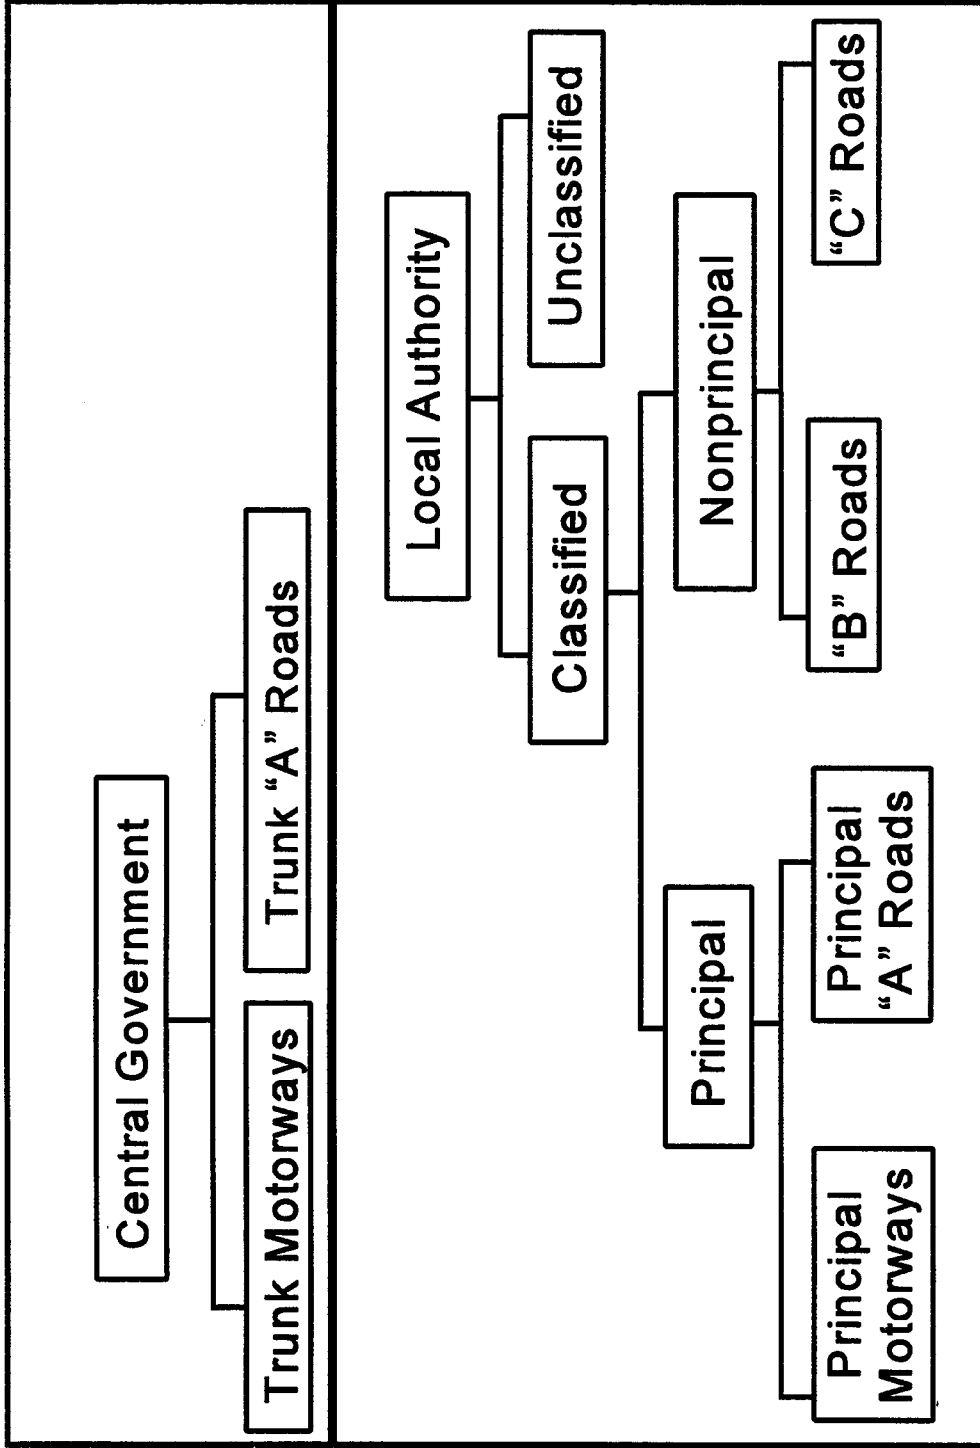 Central Government
Trunk Motorways
Trunk “A” Roads
Local Authority
Classified
Unclassified
Principal
Nonprincipal
Principal
Motorways
Principal
“A” Roads
“B” Roads
“C” Roads